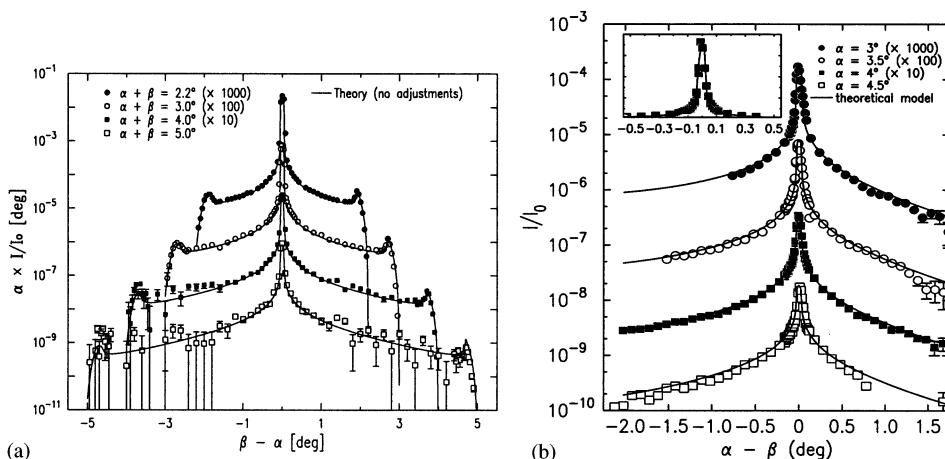 10⁻¹
10⁻³
10⁻⁵
10⁻⁷
10⁻⁹
10⁻¹¹
α × I/I₀ [deg]
α + β = 2.2° (× 1000)
α + β = 3.0° (× 100)
α + β = 4.0° (× 10)
α + β = 5.0°
Theory (no adjustments)
-5 -3 -1 1 3 5
β - α [deg]
(a)
10⁻³
10⁻⁴
10⁻⁵
10⁻⁶
10⁻⁷
10⁻⁸
10⁻⁹
10⁻¹⁰
I/I₀
-0.5 -0.3 -0.1 0.1 0.3 0.5
α = 3° (× 1000)
α = 3.5° (× 100)
α = 4° (× 10)
α = 4.5°
theoretical model
-2.0 -1.5 -1.0 -0.5 0 0.5 1.0 1.5
α - β (deg)
(b)